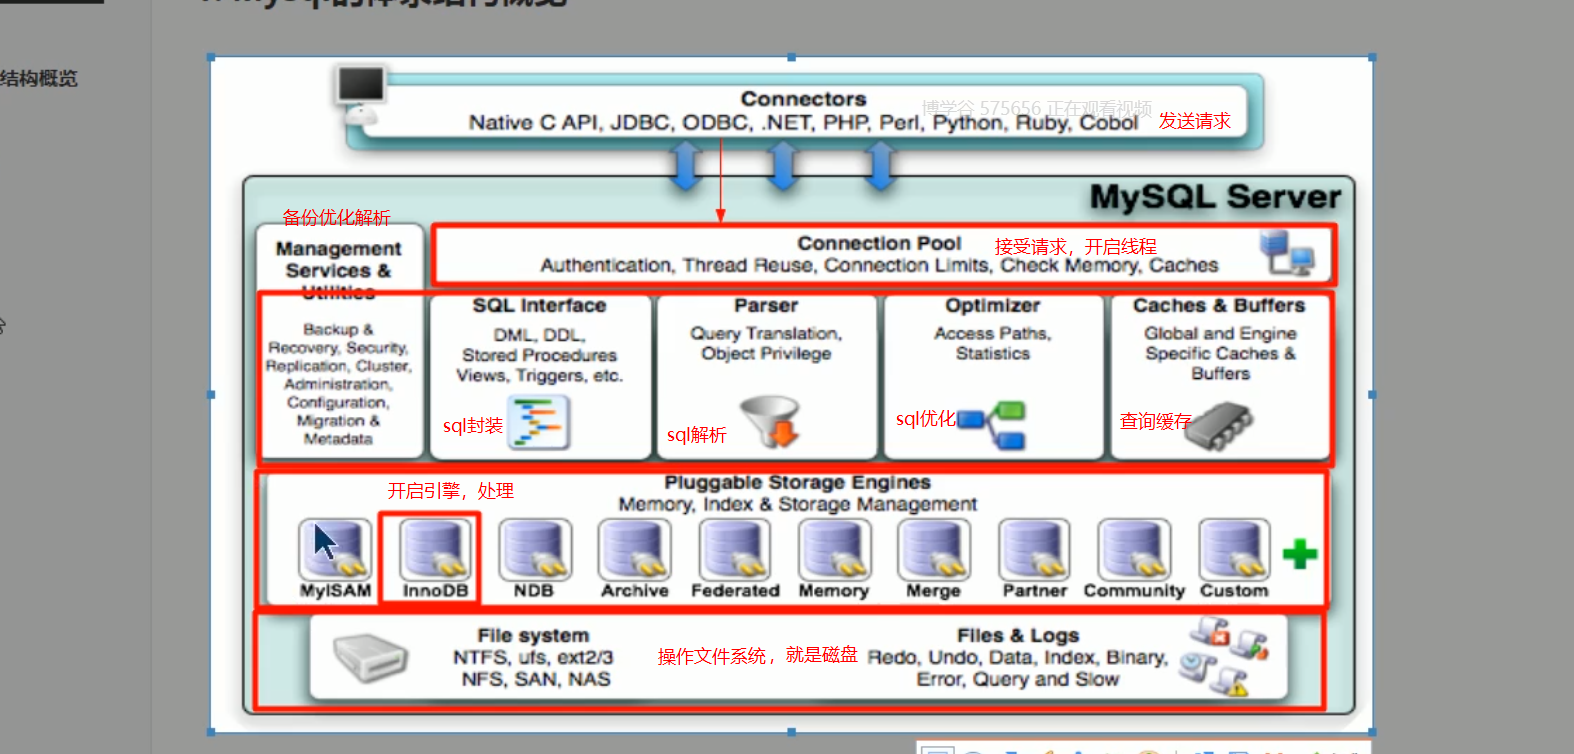 结构概览
Connectors
博学谷 575656 正在观看视频
Native C API, JDBC, ODBC, .NET, PHP, Perl, Python, Ruby, Cobol
发送请求
MySQL Server
备份优化解析
Management
Services &
Utilities
Backup &
Recovery, Security,
Replication, Cluster,
Administration,
Configuration,
Migration &
Metadata
Connection Pool
接受请求，开启线程
Authentication, Thread Reuse, Connection Limits, Check Memory, Caches
SQL Interface
DML, DDL,
Stored Procedures
Views, Triggers, etc.
sql封装
Parser
Query Translation,
Object Privilege
sql解析
Optimizer
Access Paths,
Statistics
sql优化
Caches & Buffers
Global and Engine
Specific Caches &
Buffers
查询缓存
Pluggable Storage Engines
开启引擎，处理
Memory, Index & Storage Management
MyISAM InnoDB NDB Archive Federated Memory Merge Partner Community Custom
File system
NTFS, ufs, ext2/3
NFS, SAN, NAS
操作文件系统，就是磁盘
Files & Logs
Redo, Undo, Data, Index, Binary,
Error, Query and Slow